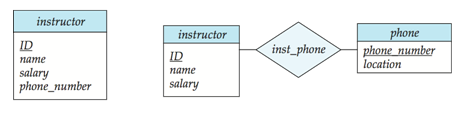 instructor
ID
name
salary
phone_number
instructor
ID
name
salary
inst_phone
phone
phone_number
location